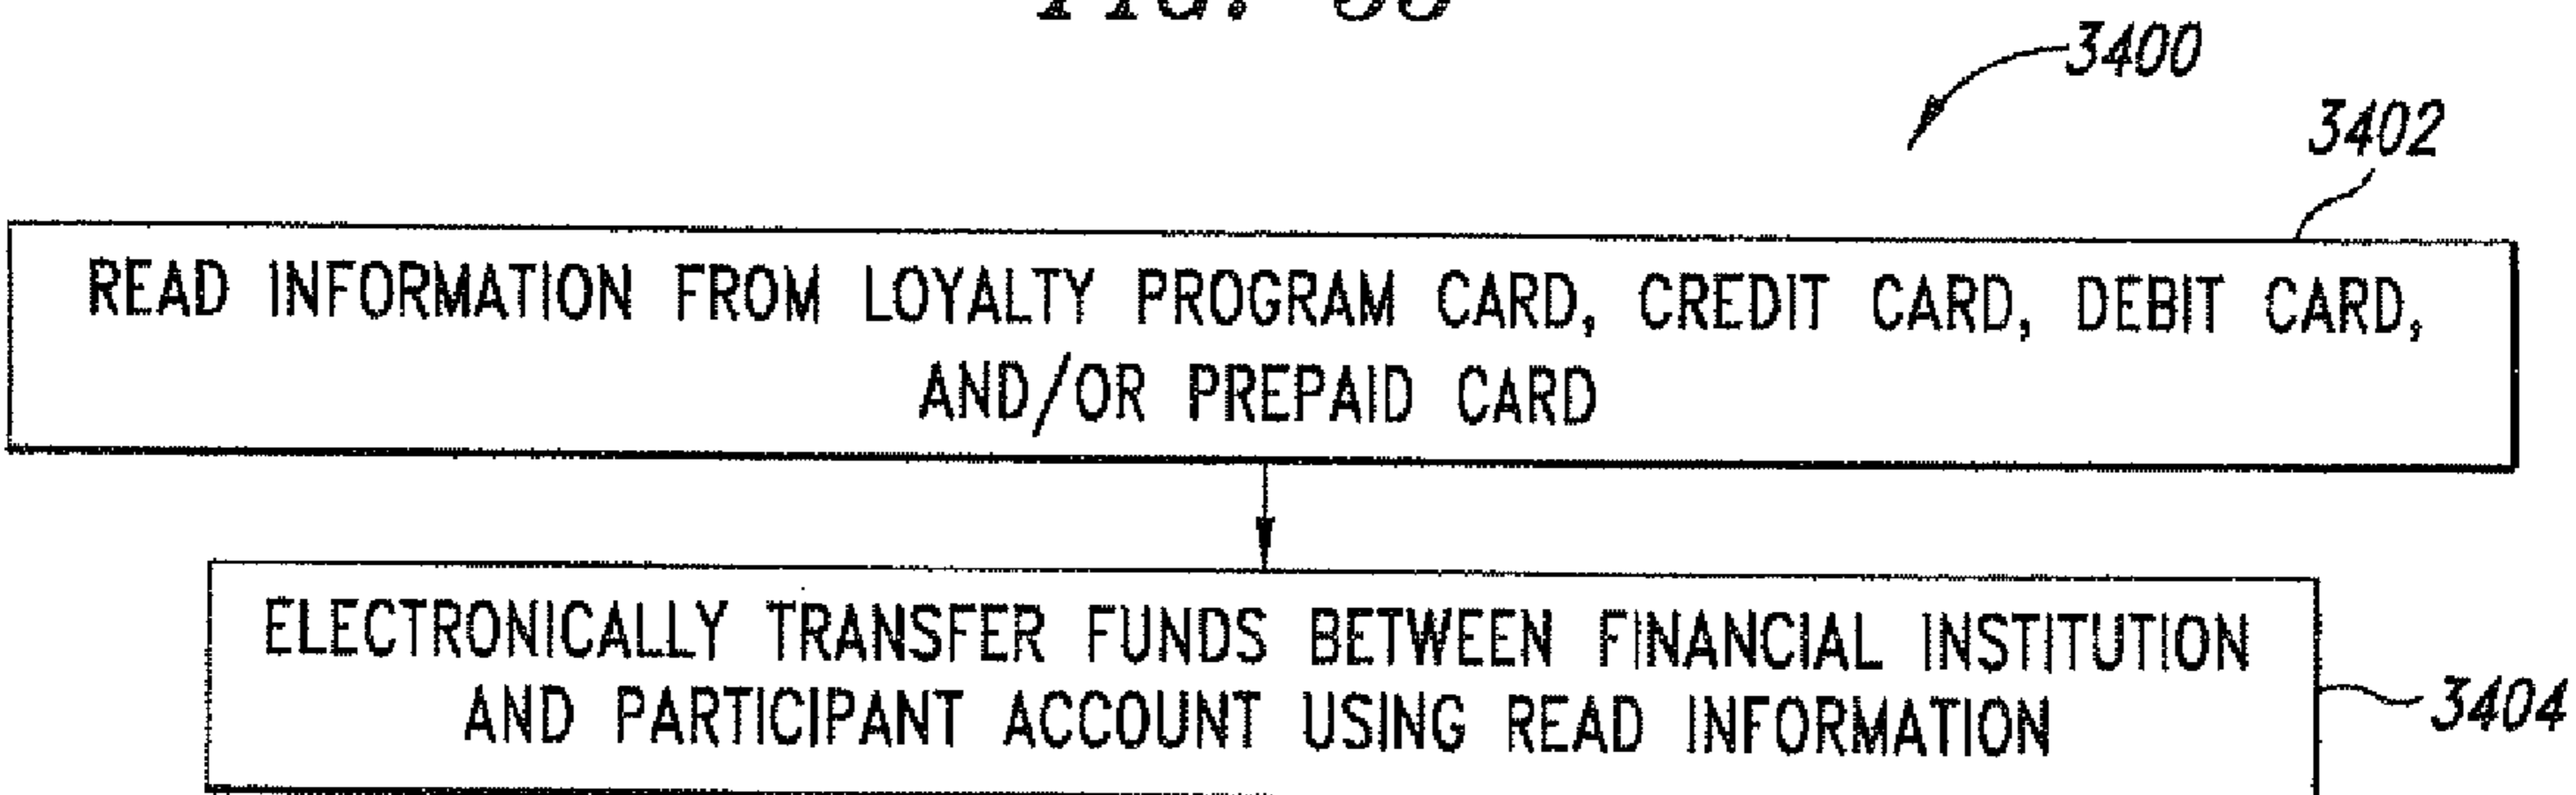 3400
3402
READ INFORMATION FROM LOYALTY PROGRAM CARD, CREDIT CARD, DEBIT CARD,
AND/OR PREPAID CARD
ELECTRONICALLY TRANSFER FUNDS BETWEEN FINANCIAL INSTITUTION
AND PARTICIPANT ACCOUNT USING READ INFORMATION
3404